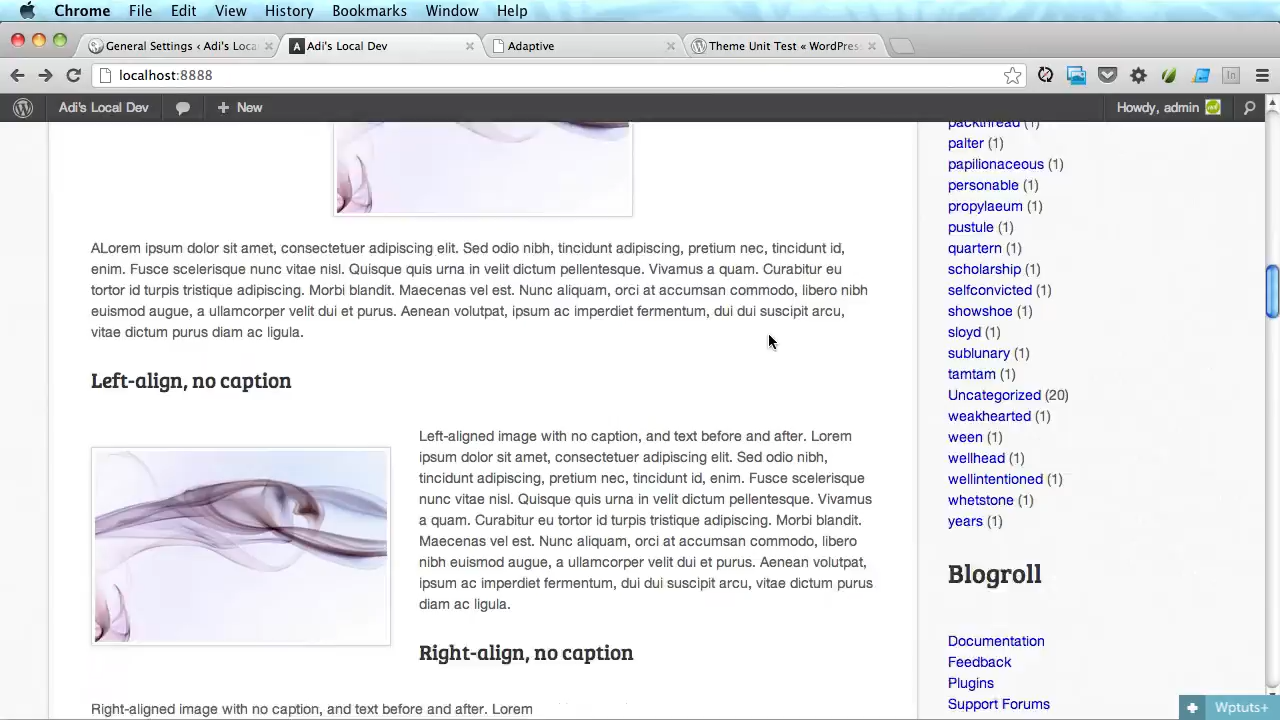 Chrome File Edit View History Bookmarks Window Help
General Settings ‹ Adi's Loca
Adi's Local Dev
Adaptive
Theme Unit Test « WordPres
localhost:8888
Adi's Local Dev
New
Howdy, admin
ALorem ipsum dolor sit amet, consectetuer adipiscing elit. Sed odio nibh, tincidunt adipiscing, pretium nec, tincidunt id,
enim. Fusce scelerisque nunc vitae nisl. Quisque quis urna in velit dictum pellentesque. Vivamus a quam. Curabitur eu
tortor id turpis tristique adipiscing. Morbi blandit. Maecenas vel est. Nunc aliquam, orci at accumsan commodo, libero nibh
euismod augue, a ullamcorper velit dui et purus. Aenean volutpat, ipsum ac imperdiet fermentum, dui dui suscipit arcu,
vitae dictum purus diam ac ligula.
Left-align, no caption
Left-aligned image with no caption, and text before and after. Lorem
ipsum dolor sit amet, consectetuer adipiscing elit. Sed odio nibh,
tincidunt adipiscing, pretium nec, tincidunt id, enim. Fusce scelerisque
nunc vitae nisl. Quisque quis urna in velit dictum pellentesque. Vivamus
a quam. Curabitur eu tortor id turpis tristique adipiscing. Morbi blandit.
Maecenas vel est. Nunc aliquam, orci at accumsan commodo, libero
nibh euismod augue, a ullamcorper velit dui et purus. Aenean volutpat,
ipsum ac imperdiet fermentum, dui dui suscipit arcu, vitae dictum purus
diam ac ligula.
Right-align, no caption
Right-aligned image with no caption, and text before and after. Lorem
packthread (1)
palter (1)
papilionaceous (1)
personable (1)
propylaeum (1)
pustule (1)
quartern (1)
scholarship (1)
selfconvicted (1)
showshoe (1)
sloyd (1)
sublunary (1)
tamtam (1)
Uncategorized (20)
weakhearted (1)
ween (1)
wellhead (1)
wellintentioned (1)
whetstone (1)
years (1)
Blogroll
Documentation
Feedback
Plugins
Support Forums
Wptuts+